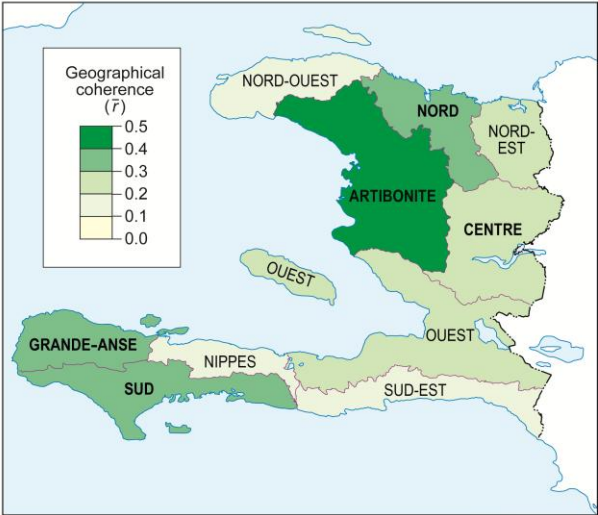 Geographical
coherence
(r̄)
0.5
0.4
0.3
0.2
0.1
0.0
NORD-OUEST
NORD
NORD-
EST
ARTIBONITE
CENTRE
OUEST
OUEST
GRANDE-ANSE
NIPPES
SUD
SUD-EST